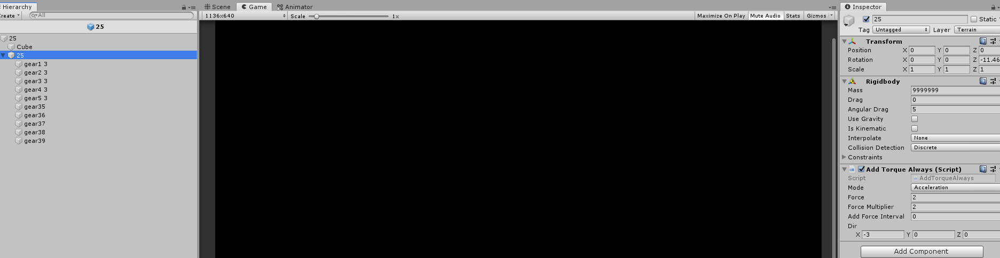 Hierarchy
Create
All
25
25
Cube
25
gear1 3
gear2 3
gear3 3
gear4 3
gear5 3
gear35
gear36
gear37
gear38
gear39
Scene Game Animator
1136x640 Scale 1x Maximize On Play Mute Audio Stats Gizmos
Inspector
25 Static
Tag Untagged Layer Terrain
Transform
Position X 0 Y 0 Z 0
Rotation X 0 Y 0 Z -11.46
Scale X 1 Y 1 Z 1
Rigidbody
Mass 9999999
Drag 0
Angular Drag 5
Use Gravity
Is Kinematic
Interpolate None
Collision Detection Discrete
Constraints
C# Add Torque Always (Script)
Script AddTorqueAlways
Mode Acceleration
Force 2
Force Multiplier 2
Add Force Interval 0
Dir
X -3 Y 0 Z 0
Add Component